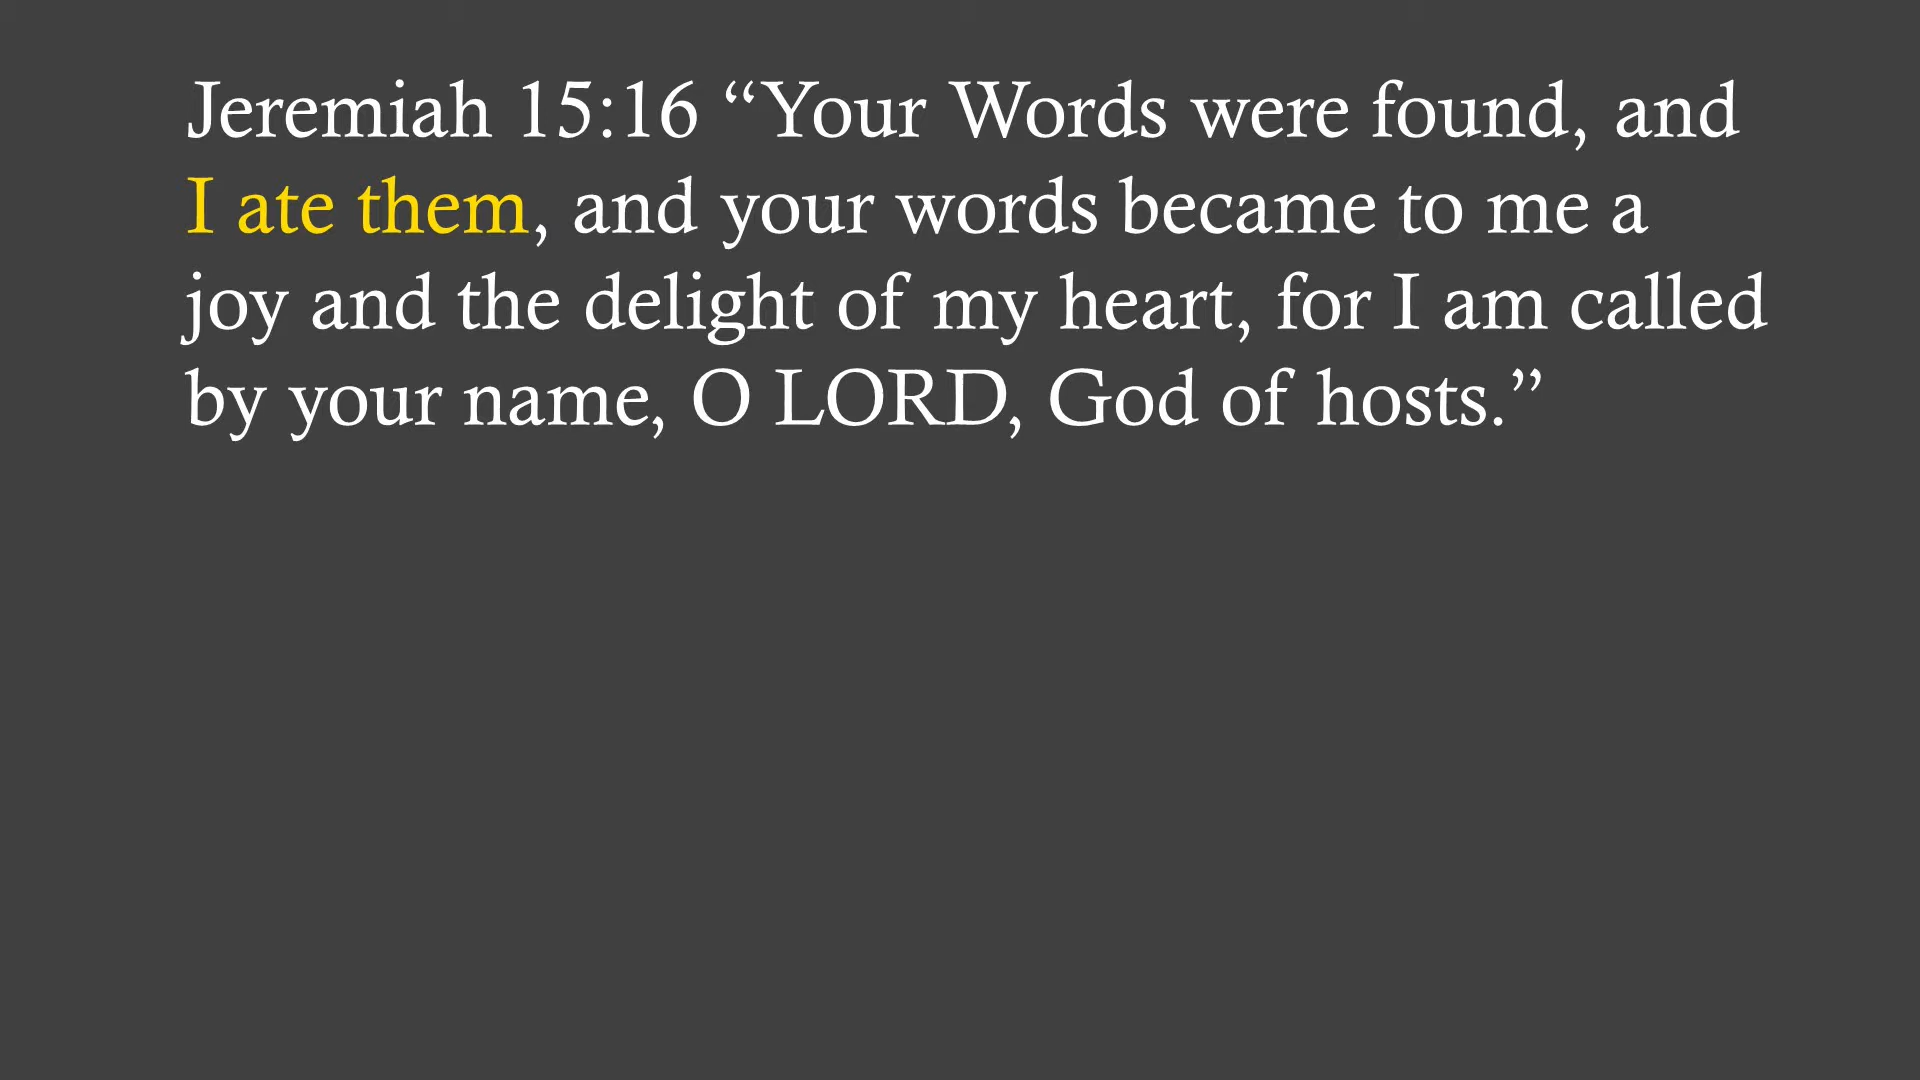 Jeremiah 15:16 “Your Words were found, and
I ate them, and your words became to me a
joy and the delight of my heart, for I am called
by your name, O LORD, God of hosts.”